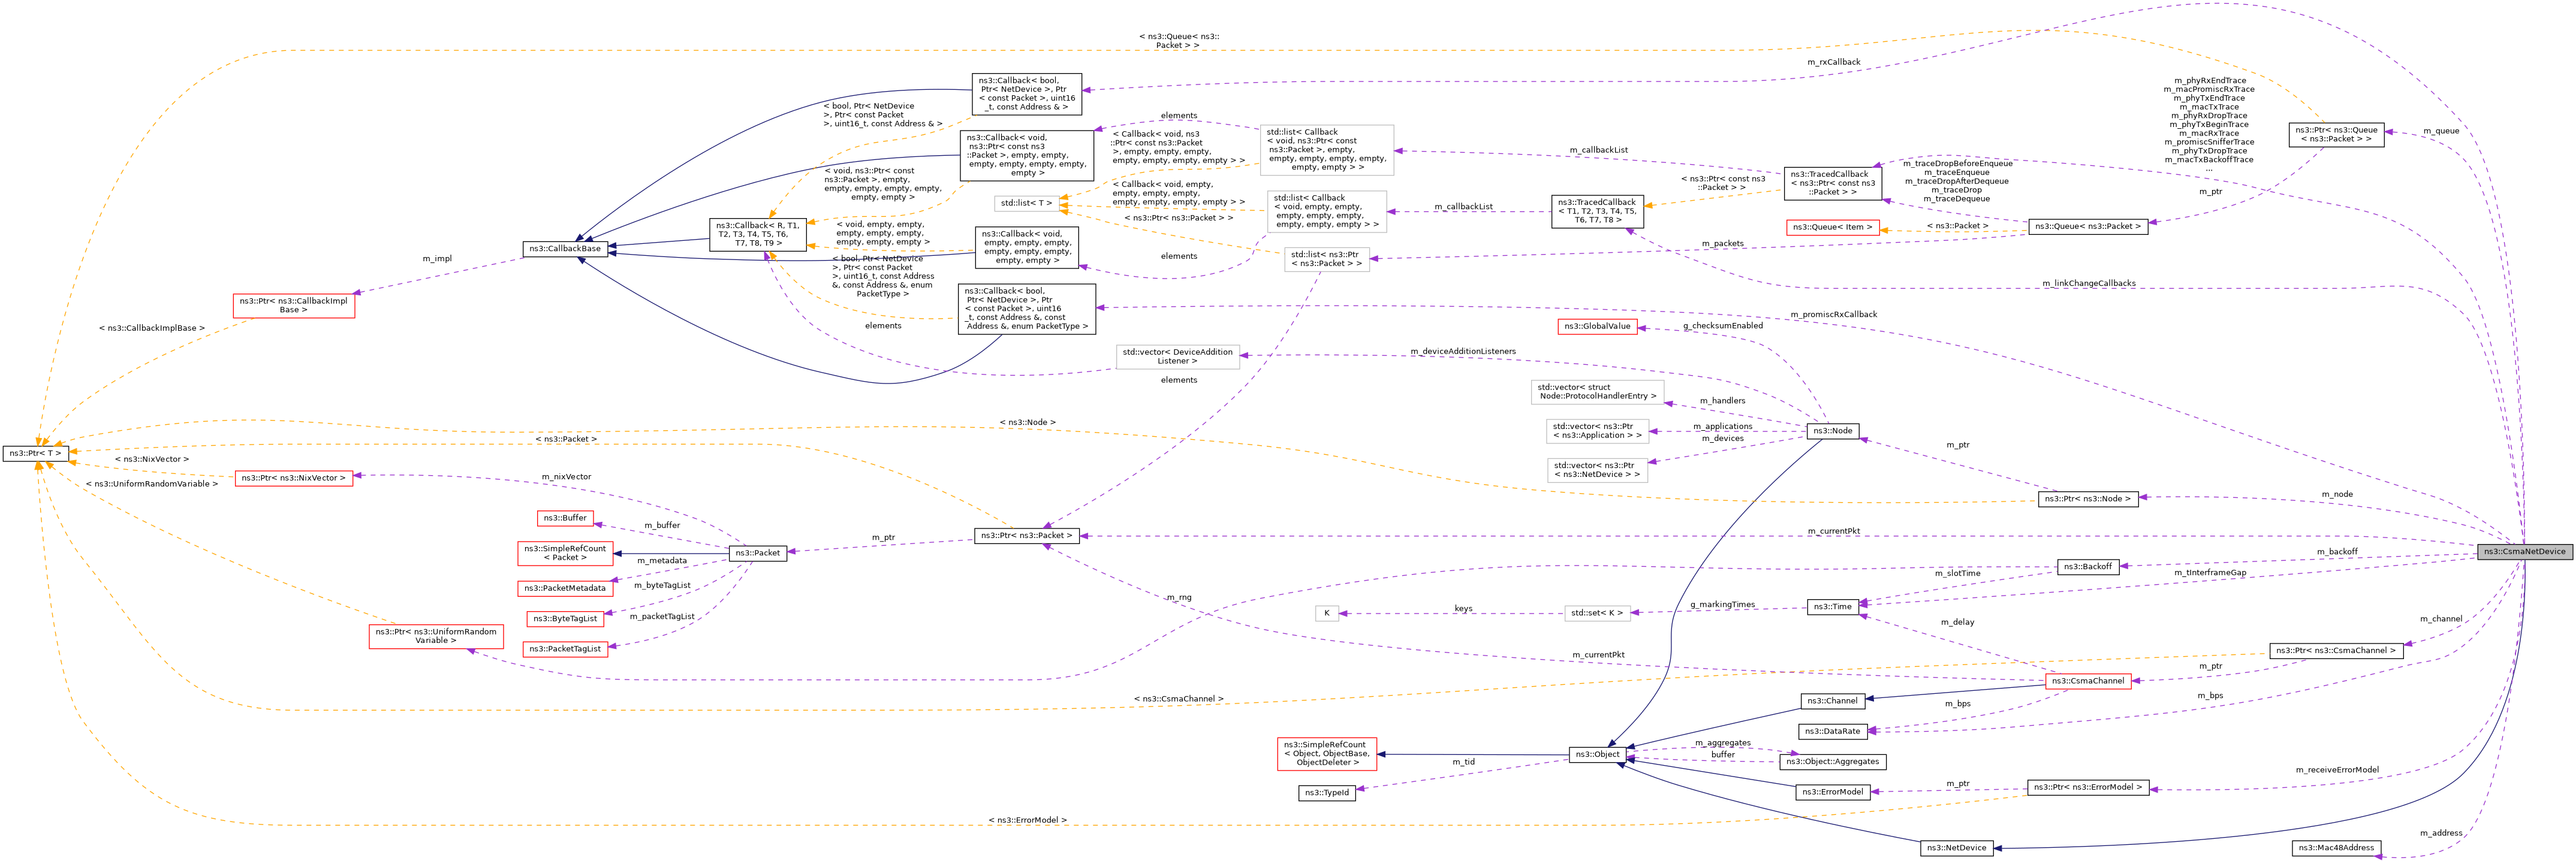 < ns3::Queue< ns3::
Packet > >
m_rxCallback
ns3::Callback< bool,
Ptr< NetDevice >, Ptr
< const Packet >, uint16
_t, const Address & >
m_phyRxEndTrace
m_macPromiscRxTrace
m_phyTxEndTrace
m_macTxTrace
m_phyRxDropTrace
m_phyTxBeginTrace
m_macRxTrace
m_promiscSnifferTrace
m_phyTxDropTrace
m_macTxBackoffTrace
...
< bool, Ptr< NetDevice
>, Ptr< const Packet
>, uint16_t, const Address & >
elements
ns3::Ptr< ns3::Queue
< ns3::Packet > >
m_queue
ns3::Callback< void,
ns3::Ptr< const ns3
::Packet >, empty, empty,
empty, empty, empty, empty,
empty >
< Callback< void, ns3
::Ptr< const ns3::Packet
>, empty, empty, empty,
empty, empty, empty, empty > >
std::list< Callback
< void, ns3::Ptr< const
ns3::Packet >, empty,
empty, empty, empty, empty,
empty, empty > >
m_callbackList
m_traceDropBeforeEnqueue
m_traceEnqueue
m_traceDropAfterDequeue
m_traceDrop
m_traceDequeue
< void, ns3::Ptr< const
ns3::Packet >, empty,
empty, empty, empty, empty,
empty, empty >
ns3::TracedCallback
< ns3::Ptr< const ns3
::Packet > >
< ns3::Ptr< const ns3
::Packet > >
m_ptr
< Callback< void, empty,
empty, empty, empty,
empty, empty, empty, empty > >
std::list< T >
std::list< Callback
< void, empty, empty,
empty, empty, empty,
empty, empty, empty > >
m_callbackList
ns3::TracedCallback
< T1, T2, T3, T4, T5,
T6, T7, T8 >
< ns3::Ptr< ns3::Packet > >
ns3::Callback< R, T1,
T2, T3, T4, T5, T6,
T7, T8, T9 >
< void, empty, empty,
empty, empty, empty,
empty, empty, empty >
ns3::Callback< void,
empty, empty, empty,
empty, empty, empty,
empty, empty >
ns3::Queue< Item >
< ns3::Packet >
ns3::Queue< ns3::Packet >
ns3::CallbackBase
m_packets
m_impl
elements
std::list< ns3::Ptr
< ns3::Packet > >
< bool, Ptr< NetDevice
>, Ptr< const Packet
>, uint16_t, const Address
&, const Address &, enum
PacketType >
m_linkChangeCallbacks
ns3::Ptr< ns3::CallbackImpl
Base >
ns3::Callback< bool,
Ptr< NetDevice >, Ptr
< const Packet >, uint16
_t, const Address &, const
Address &, enum PacketType >
m_promiscRxCallback
< ns3::CallbackImplBase >
elements
ns3::GlobalValue
g_checksumEnabled
std::vector< DeviceAddition
Listener >
m_deviceAdditionListeners
elements
std::vector< struct
Node::ProtocolHandlerEntry >
m_handlers
< ns3::Node >
std::vector< ns3::Ptr
< ns3::Application > >
m_applications
ns3::Node
< ns3::Packet >
m_devices
m_ptr
ns3::Ptr< T >
< ns3::NixVector >
std::vector< ns3::Ptr
< ns3::NetDevice > >
ns3::Ptr< ns3::NixVector >
m_nixVector
< ns3::UniformRandomVariable >
ns3::Ptr< ns3::Node >
m_node
ns3::Buffer
m_buffer
m_currentPkt
m_ptr
ns3::Ptr< ns3::Packet >
ns3::SimpleRefCount
< Packet >
ns3::Packet
m_backoff
ns3::CsmaNetDevice
m_metadata
ns3::Backoff
m_slotTime
m_tInterframeGap
ns3::PacketMetadata
m_byteTagList
m_rng
g_markingTimes
ns3::Time
K
keys
std::set< K >
ns3::ByteTagList
m_packetTagList
m_delay
m_channel
ns3::Ptr< ns3::UniformRandom
Variable >
ns3::PacketTagList
m_currentPkt
ns3::Ptr< ns3::CsmaChannel >
m_ptr
ns3::CsmaChannel
< ns3::CsmaChannel >
ns3::Channel
m_bps
m_bps
ns3::DataRate
ns3::SimpleRefCount
< Object, ObjectBase,
ObjectDeleter >
ns3::Object
m_aggregates
buffer
ns3::Object::Aggregates
m_tid
m_receiveErrorModel
ns3::TypeId
ns3::ErrorModel
m_ptr
ns3::Ptr< ns3::ErrorModel >
< ns3::ErrorModel >
m_address
ns3::NetDevice
ns3::Mac48Address